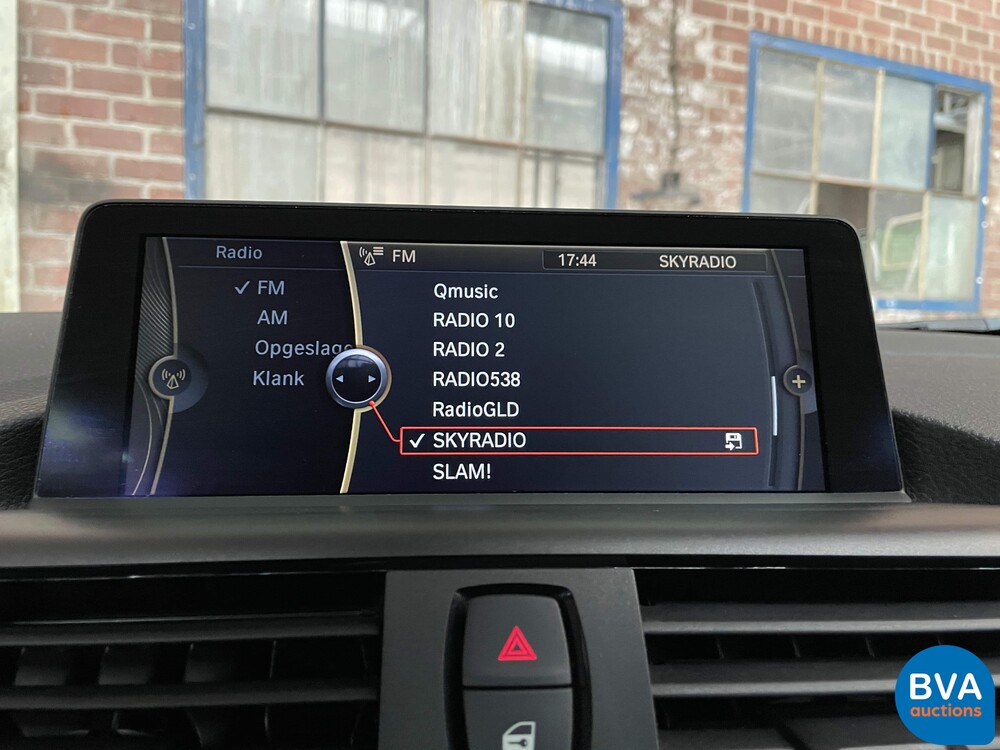 Radio
FM
17:44
SKYRADIO
FM
AM
Opgeslage
Klank
Qmusic
RADIO 10
RADIO 2
RADIO538
RadioGLD
SKYRADIO
SLAM!
BVA
auctions